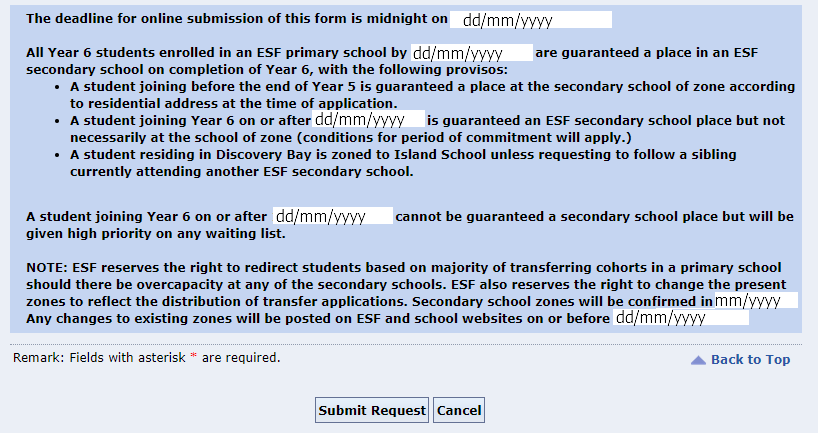 The deadline for online submission of this form is midnight on dd/mm/yyyy
All Year 6 students enrolled in an ESF primary school by dd/mm/yyyy are guaranteed a place in an ESF
secondary school on completion of Year 6, with the following provisos:
• A student joining before the end of Year 5 is guaranteed a place at the secondary school of zone according
to residential address at the time of application.
• A student joining Year 6 on or after dd/mm/yyyy is guaranteed an ESF secondary school place but not
necessarily at the school of zone (conditions for period of commitment will apply.)
• A student residing in Discovery Bay is zoned to Island School unless requesting to follow a sibling
currently attending another ESF secondary school.
A student joining Year 6 on or after dd/mm/yyyy cannot be guaranteed a secondary school place but will be
given high priority on any waiting list.
NOTE: ESF reserves the right to redirect students based on majority of transferring cohorts in a primary school
should there be overcapacity at any of the secondary schools. ESF also reserves the right to change the present
zones to reflect the distribution of transfer applications. Secondary school zones will be confirmed in mm/yyyy
Any changes to existing zones will be posted on ESF and school websites on or before dd/mm/yyyy
Remark: Fields with asterisk * are required.
Back to Top
Submit Request Cancel